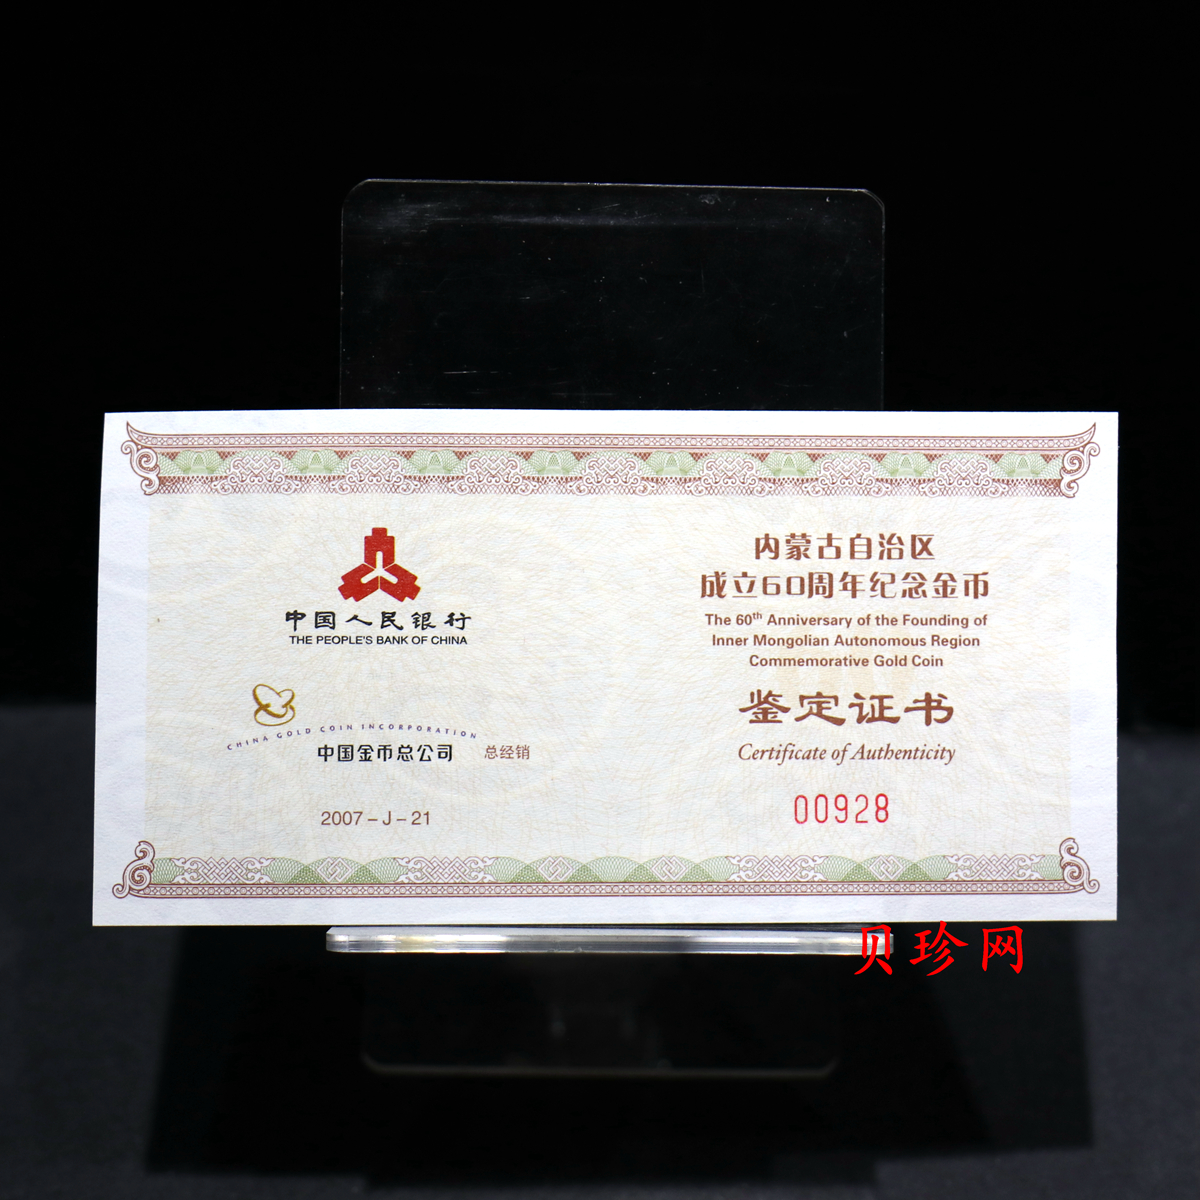 中国人民银行
THE PEOPLE'S BANK OF CHINA
CHINA GOLD COIN INCORPORATION
中国金币总公司 总经销
2007-J-21
内蒙古自治区
成立60周年纪念金币
The 60th Anniversary of the Founding of
Inner Mongolian Autonomous Region
Commemorative Gold Coin
鉴定证书
Certificate of Authenticity
00928
贝珍网